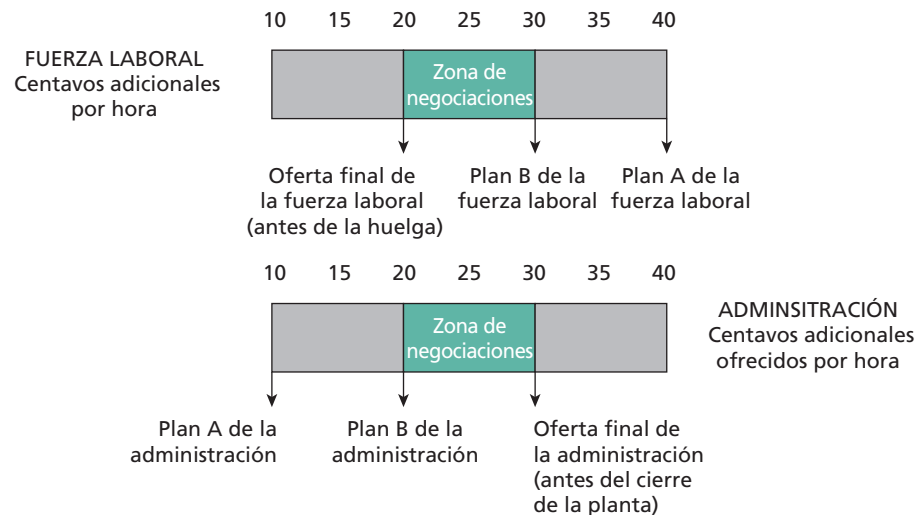 10 15 20 25 30 35 40
FUERZA LABORAL
Centavos adicionales
por hora
Zona de
negociaciones
Oferta final de
la fuerza laboral
(antes de la huelga)
Plan B de la
fuerza laboral
Plan A de la
fuerza laboral
10 15 20 25 30 35 40
Zona de
negociaciones
ADMINSITRACIÓN
Centavos adicionales
ofrecidos por hora
Plan A de la
administración
Plan B de la
administración
Oferta final de
la administración
(antes del cierre
de la planta)